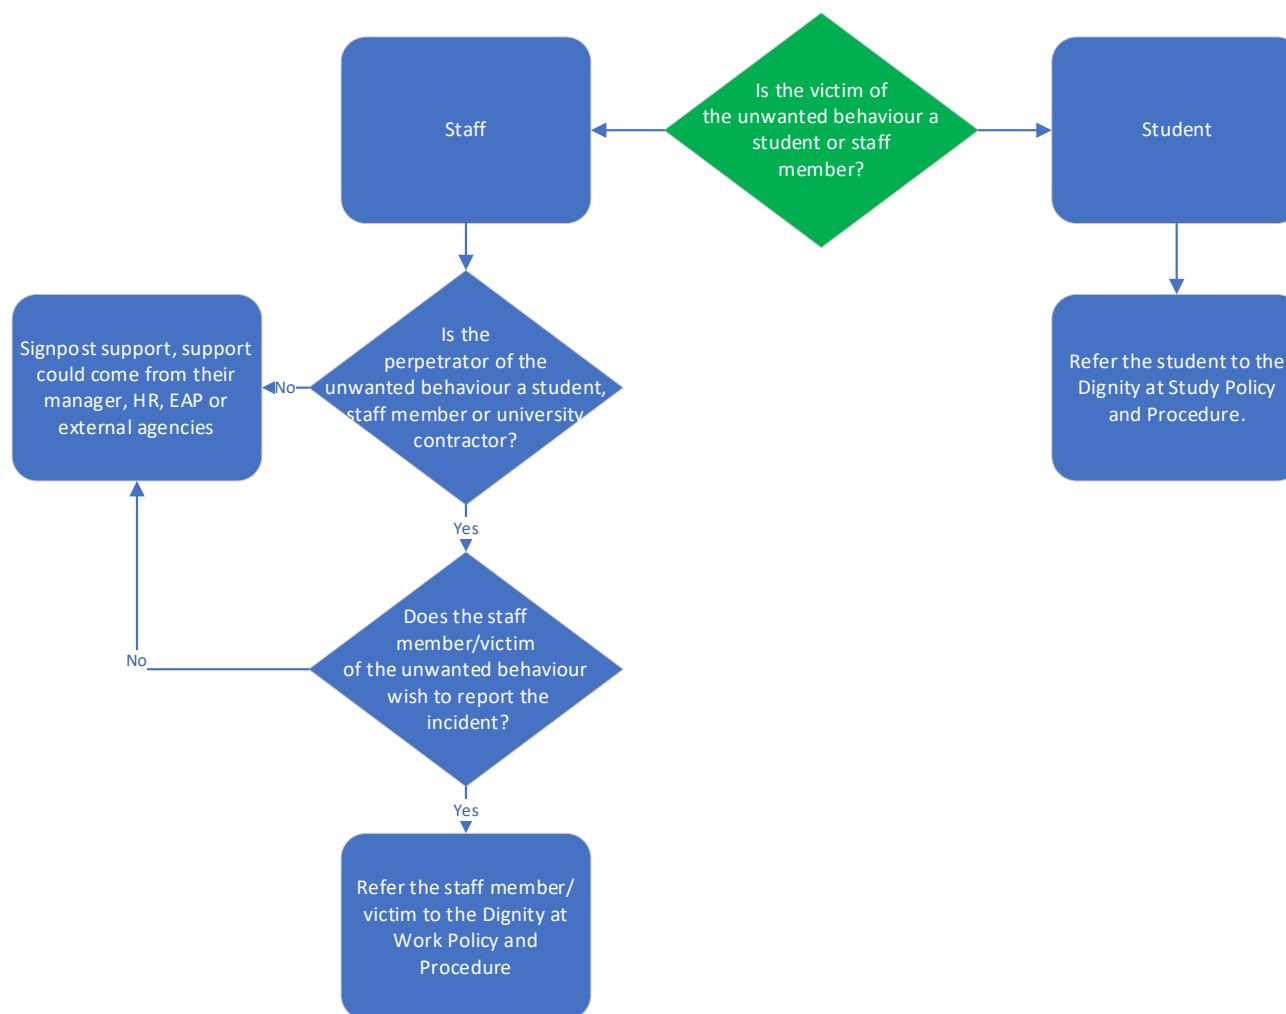 Staff
Is the victim of
the unwanted behaviour a
student or staff
member?
Student
Signpost support, support
could come from their
manager, HR, EAP or
external agencies
No
Is the
perpetrator of the
unwanted behaviour a student,
staff member or university
contractor?
Refer the student to the
Dignity at Study Policy
and Procedure.
Yes
Does the staff
member/victim
of the unwanted behaviour
wish to report the
incident?
No
Yes
Refer the staff member/
victim to the Dignity at
Work Policy and
Procedure